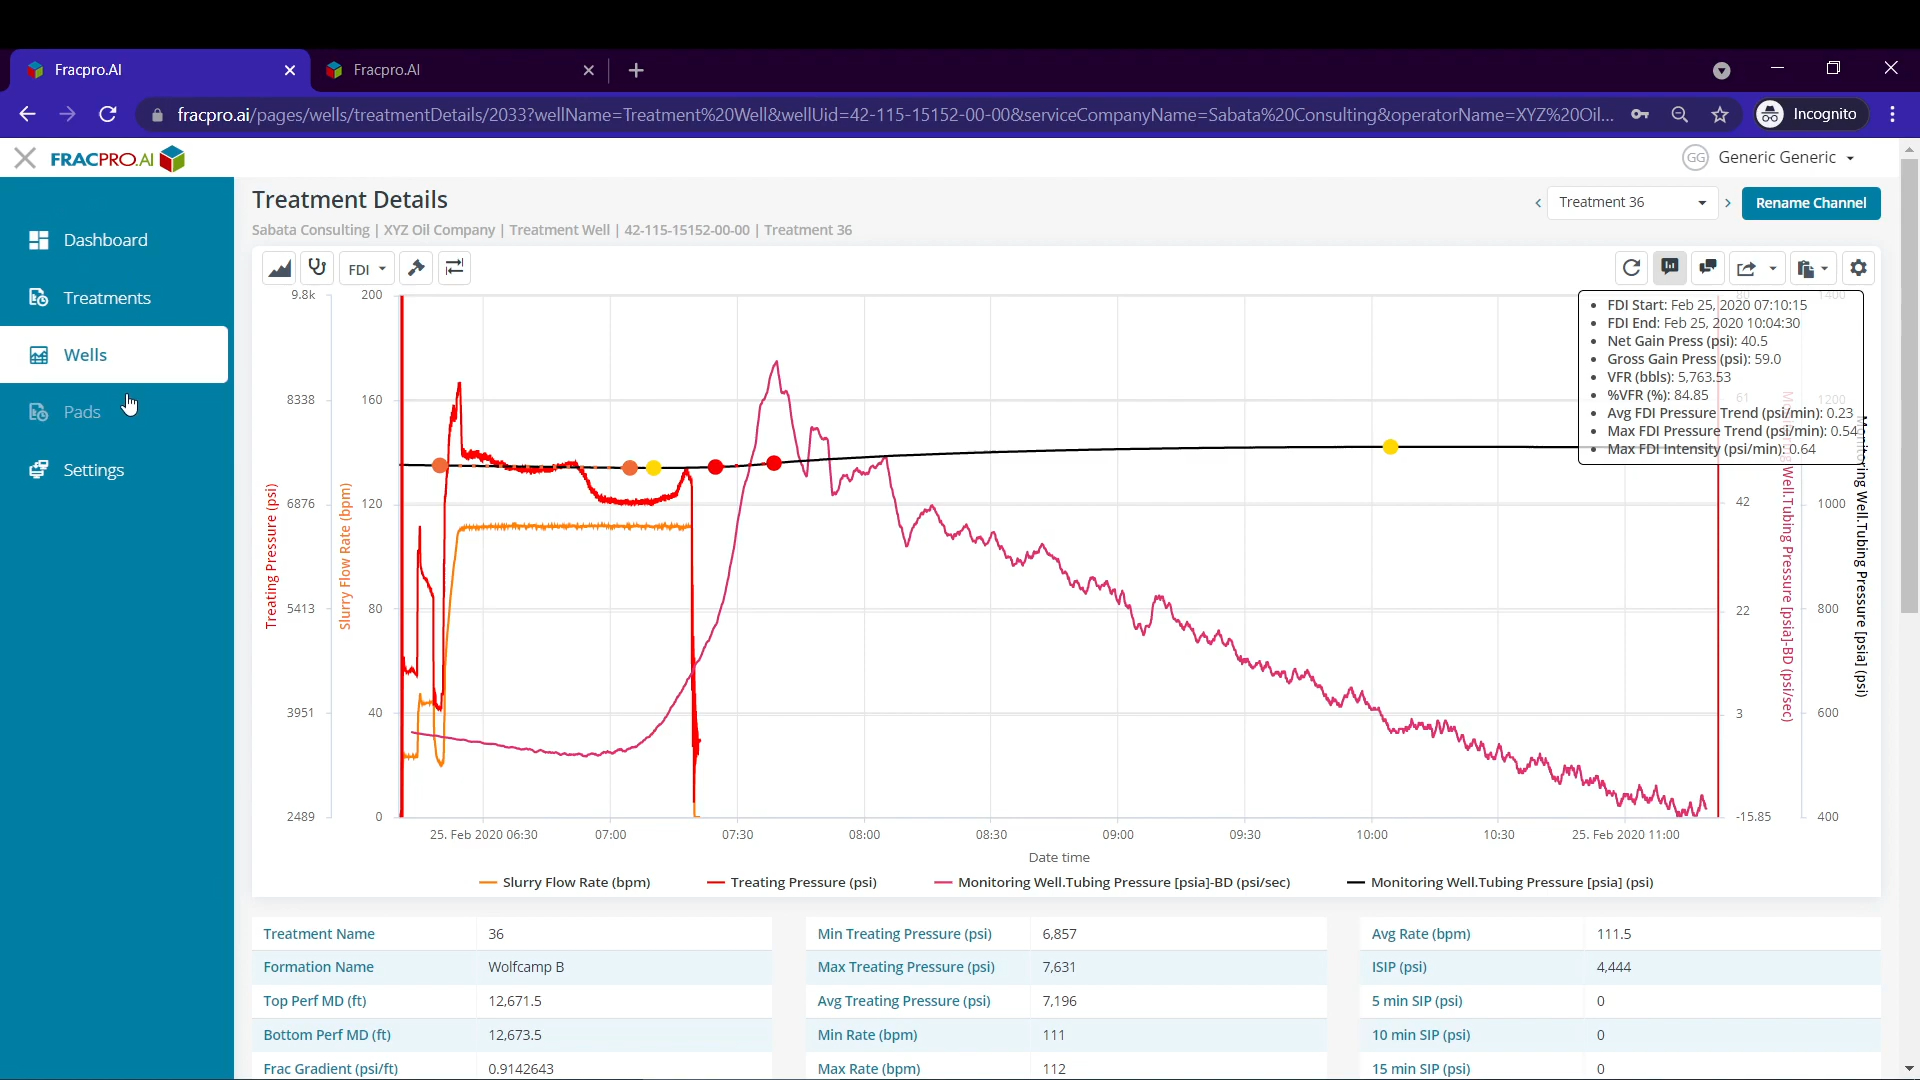 Fracpro.AI
Fracpro.AI
fracpro.ai/pages/wells/treatmentDetails/2033?wellName=Treatment%20Well&wellUid=42-115-15152-00-00&serviceCompanyName=Sabata%20Consulting&operatorName=XYZ%20Oil...
Incognito
FRACPRO.AI
GG Generic Generic
Dashboard
Treatments
Wells
Pads
Settings
Treatment Details
Treatment 36
Rename Channel
Sabata Consulting | XYZ Oil Company | Treatment Well | 42-115-15152-00-00 | Treatment 36
FDI
FDI Start: Feb 25, 2020 07:10:15
FDI End: Feb 25, 2020 10:04:30
Net Gain Press (psi): 40.5
Gross Gain Press (psi): 59.0
VFR (bbls): 5,763.53
%VFR (%): 84.85
Avg FDI Pressure Trend (psi/min): 0.23
Max FDI Pressure Trend (psi/min): 0.54
Max FDI Intensity (psi/min): 0.64
9.8k 200 80 1400
8338 160 61 1200
6876 120 42 1000
5413 80 22 800
3951 40 3 600
2489 0 -15.85 400
Treating Pressure (psi)
Slurry Flow Rate (bpm)
Monitoring Well.Tubing Pressure [psia]-BD (psi/sec)
Monitoring Well.Tubing Pressure [psia] (psi)
25. Feb 2020 06:30 07:00 07:30 08:00 08:30 09:00 09:30 10:00 10:30 25. Feb 2020 11:00
Date time
Slurry Flow Rate (bpm) Treating Pressure (psi) Monitoring Well.Tubing Pressure [psia]-BD (psi/sec) Monitoring Well.Tubing Pressure [psia] (psi)
Treatment Name 36 Min Treating Pressure (psi) 6,857 Avg Rate (bpm) 111.5
Formation Name Wolfcamp B Max Treating Pressure (psi) 7,631 ISIP (psi) 4,444
Top Perf MD (ft) 12,671.5 Avg Treating Pressure (psi) 7,196 5 min SIP (psi) 0
Bottom Perf MD (ft) 12,673.5 Min Rate (bpm) 111 10 min SIP (psi) 0
Frac Gradient (psi/ft) 0.9142643 Max Rate (bpm) 112 15 min SIP (psi) 0